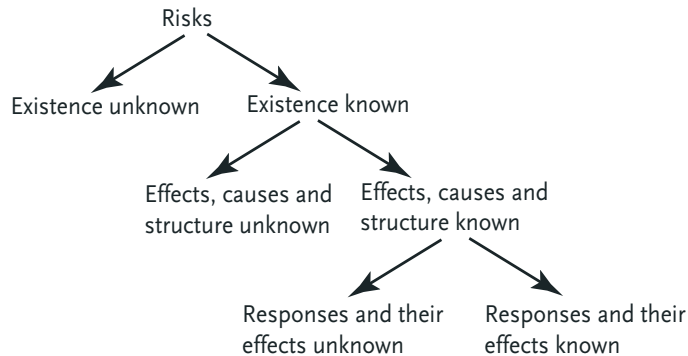 Risks
Existence unknown
Existence known
Effects, causes and
structure unknown
Effects, causes and
structure known
Responses and their
effects unknown
Responses and their
effects known